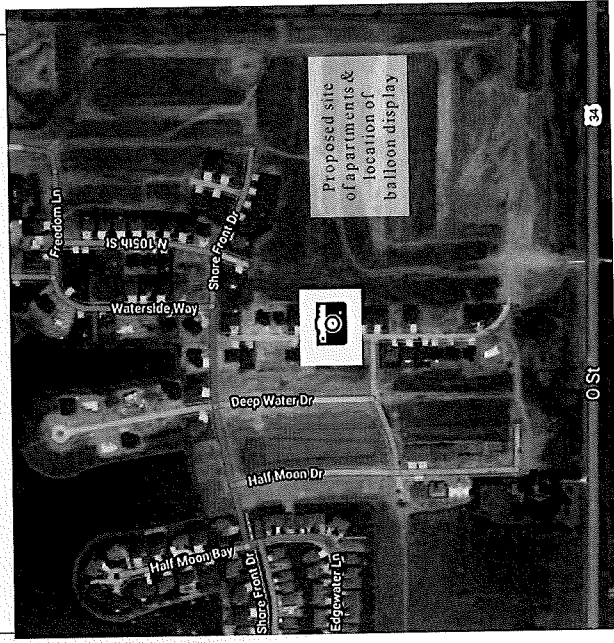 Freedom Ln
N 105th St
Shore Front Dr
Waterside Way
Proposed site
of apartments &
location of
balloon display
Deep Water Dr
Half Moon Dr
Half Moon Bay
Shore Front Dr
Edgewater Ln
O St
34